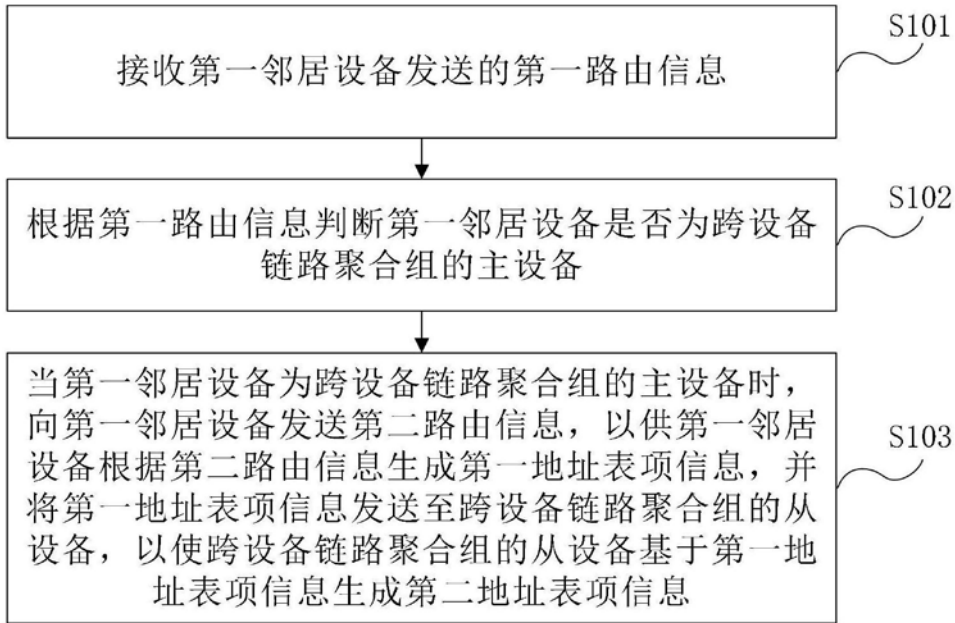 接收第一邻居设备发送的第一路由信息
S101
根据第一路由信息判断第一邻居设备是否为跨设备
链路聚合组的主设备
S102
当第一邻居设备为跨设备链路聚合组的主设备时，
向第一邻居设备发送第二路由信息，以供第一邻居
设备根据第二路由信息生成第一地址表项信息，并
将第一地址表项信息发送至跨设备链路聚合组的从
设备，以使跨设备链路聚合组的从设备基于第一地
址表项信息生成第二地址表项信息
S103